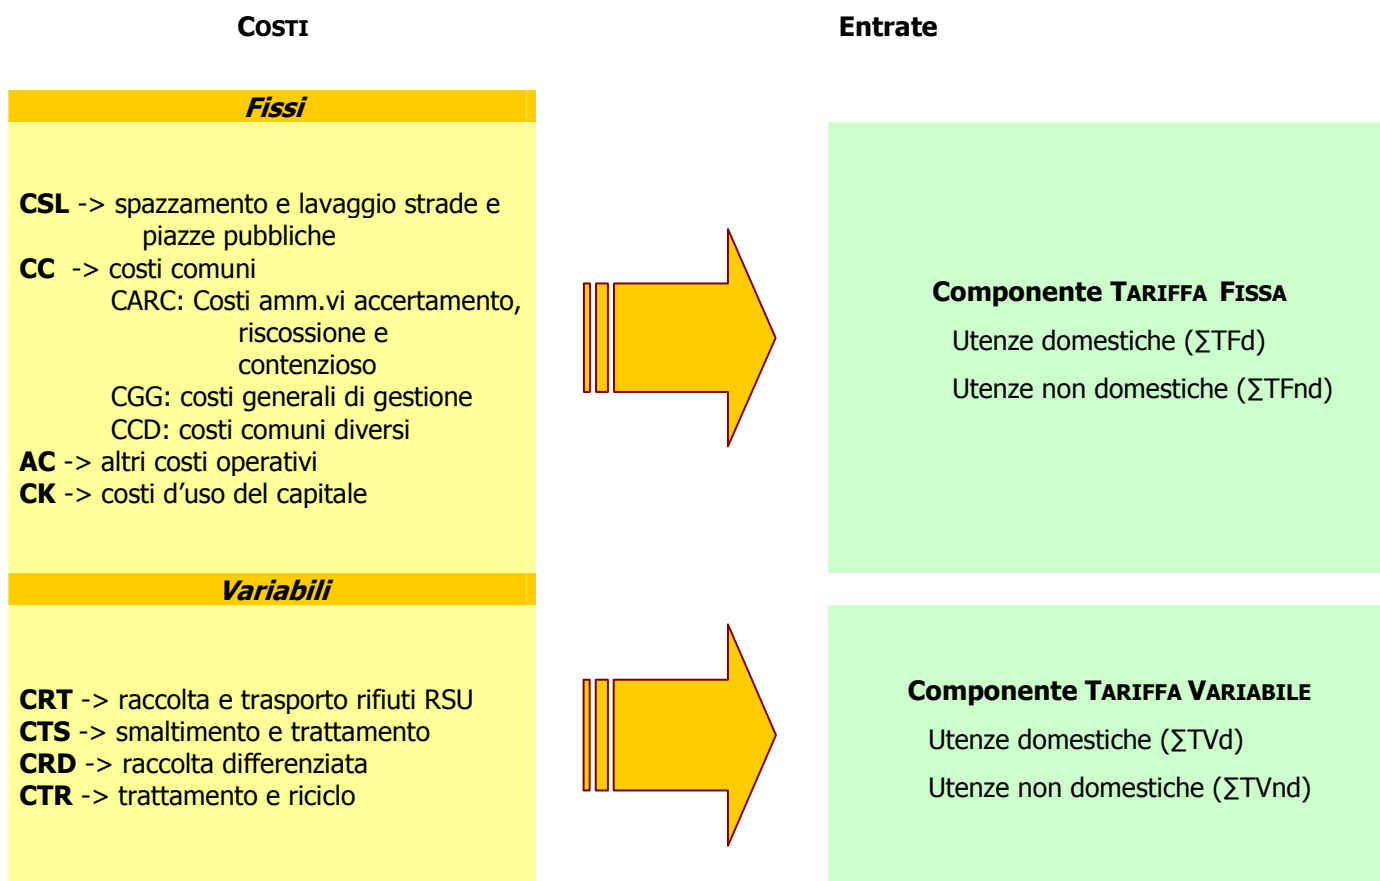 COSTI
Entrate
Fissi
CSL -> spazzamento e lavaggio strade e
piazze pubbliche
CC -> costi comuni
CARC: Costi amm.vi accertamento,
riscossione e
contenzioso
CGG: costi generali di gestione
CCD: costi comuni diversi
AC -> altri costi operativi
CK -> costi d’uso del capitale
Componente TARIFFA FISSA
Utenze domestiche (∑TFd)
Utenze non domestiche (∑TFnd)
Variabili
CRT -> raccolta e trasporto rifiuti RSU
CTS -> smaltimento e trattamento
CRD -> raccolta differenziata
CTR -> trattamento e riciclo
Componente TARIFFA VARIABILE
Utenze domestiche (∑TVd)
Utenze non domestiche (∑TVnd)